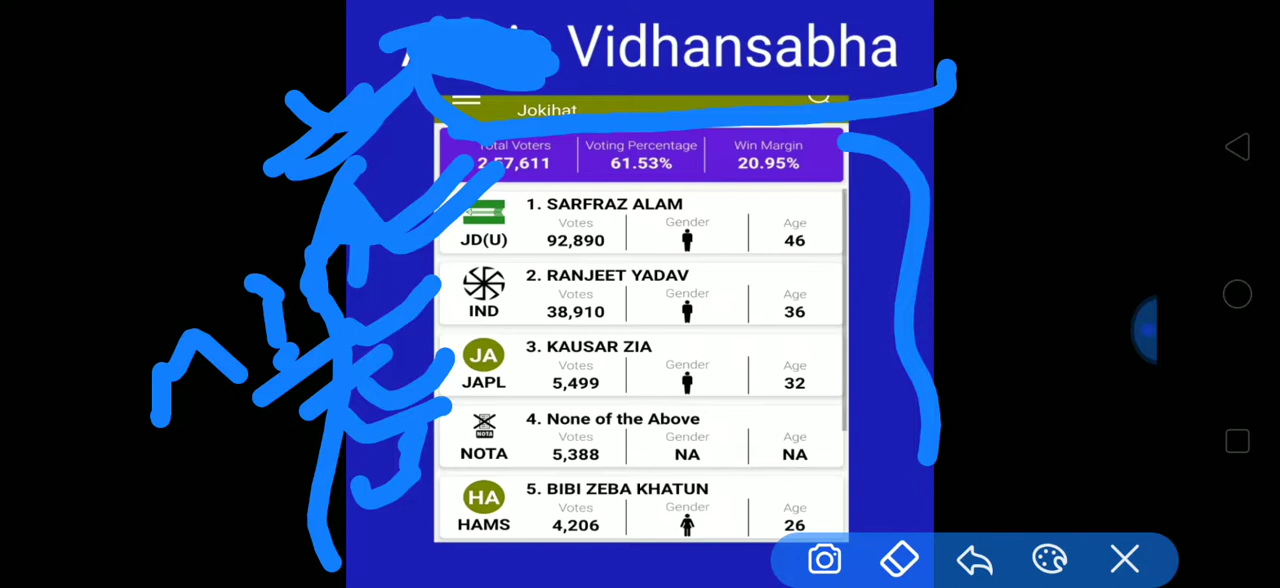 Vidhansabha
Jokihat
Total Voters Voting Percentage Win Margin
2,57,611 61.53% 20.95%
1. SARFRAZ ALAM
Votes Gender Age
JD(U) 92,890 46
2. RANJEET YADAV
Votes Gender Age
IND 38,910 36
JA 3. KAUSAR ZIA
Votes Gender Age
JAPL 5,499 32
4. None of the Above
NOTA Votes Gender Age
NOTA 5,388 NA NA
HA 5. BIBI ZEBA KHATUN
Votes Gender Age
HAMS 4,206 26